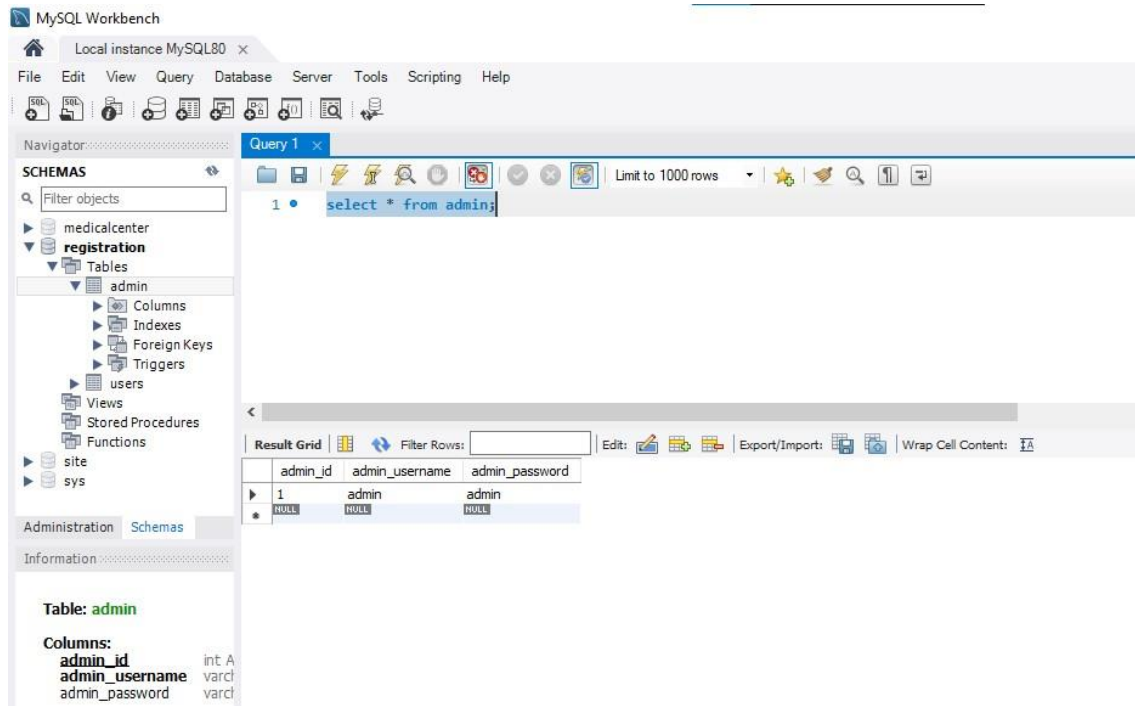 MySQL Workbench
Local instance MySQL80 ×
File Edit View Query Database Server Tools Scripting Help
Navigator
Query 1 ×
SCHEMAS
Limit to 1000 rows
Filter objects
1 select * from admin;
medicalcenter
registration
Tables
admin
Columns
Indexes
Foreign Keys
Triggers
users
Views
Stored Procedures
Functions
site
sys
Result Grid Filter Rows: Edit: Export/Import: Wrap Cell Content:
admin_id admin_username admin_password
1 admin admin
NULL NULL NULL
Administration Schemas
Information
Table: admin
Columns:
admin_id int A
admin_username varch
admin_password varch